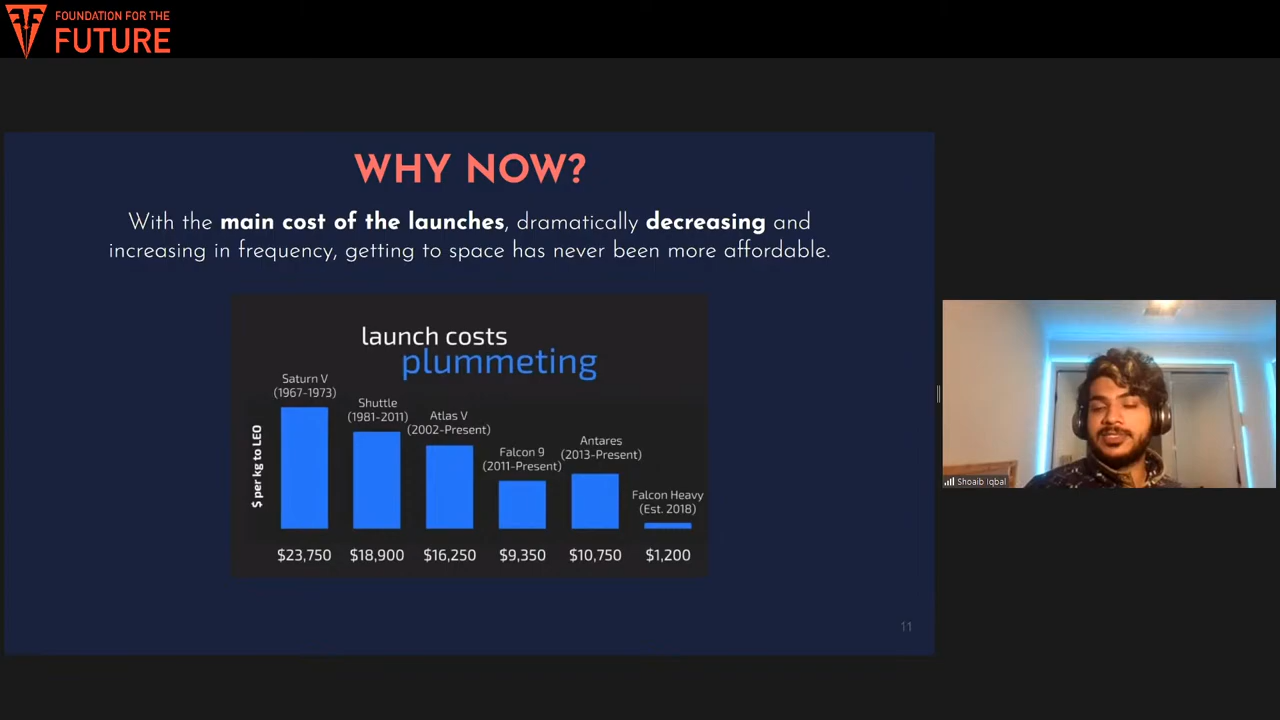 FOUNDATION FOR THE
FUTURE
WHY NOW?
With the main cost of the launches, dramatically decreasing and
increasing in frequency, getting to space has never been more affordable.
launch costs
plummeting
$ per kg to LEO
Saturn V
(1967-1973)
Shuttle
(1981-2011)
Atlas V
(2002-Present)
Falcon 9
(2011-Present)
Antares
(2013-Present)
Falcon Heavy
(Est. 2018)
$23,750 $18,900 $16,250 $9,350 $10,750 $1,200
11
Shoaib Iqbal